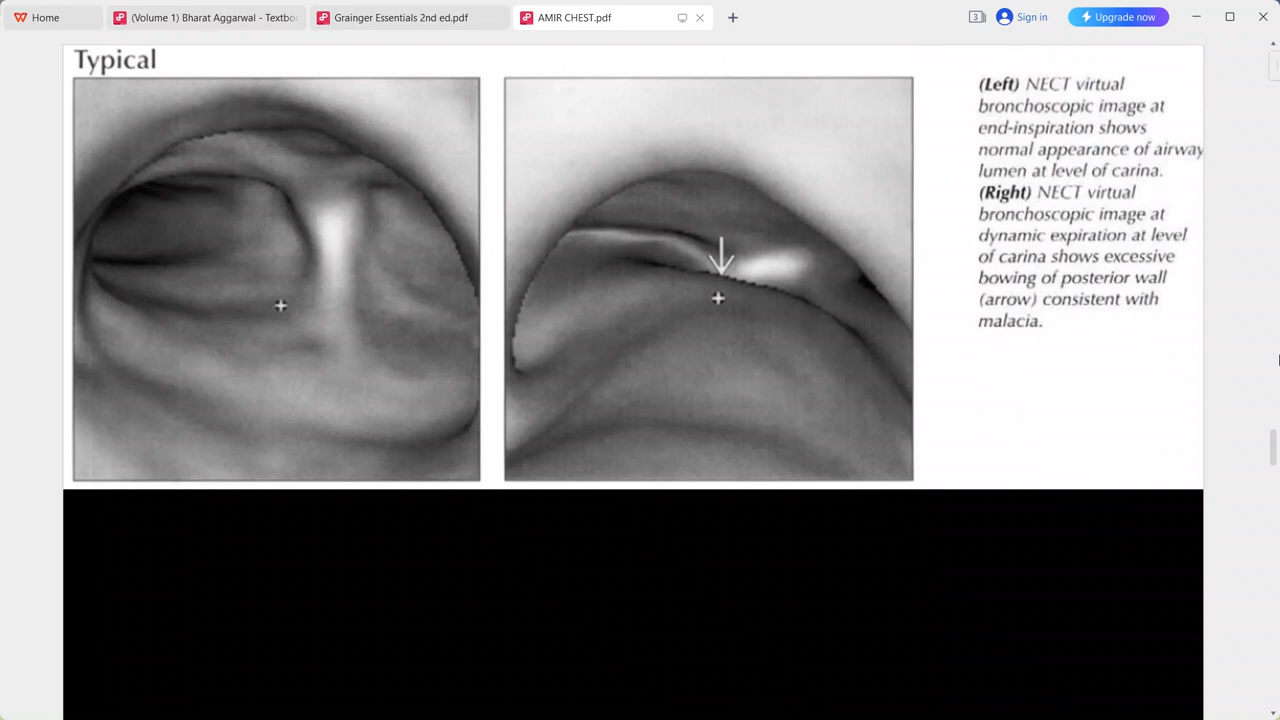 Home
(Volume 1) Bharat Aggarwal - Textbo
Grainger Essentials 2nd ed.pdf
AMIR CHEST.pdf
3
Sign in
Upgrade now
Typical
(Left) NECT virtual
bronchoscopic image at
end-inspiration shows
normal appearance of airway
lumen at level of carina.
(Right) NECT virtual
bronchoscopic image at
dynamic expiration at level
of carina shows excessive
bowing of posterior wall
(arrow) consistent with
malacia.